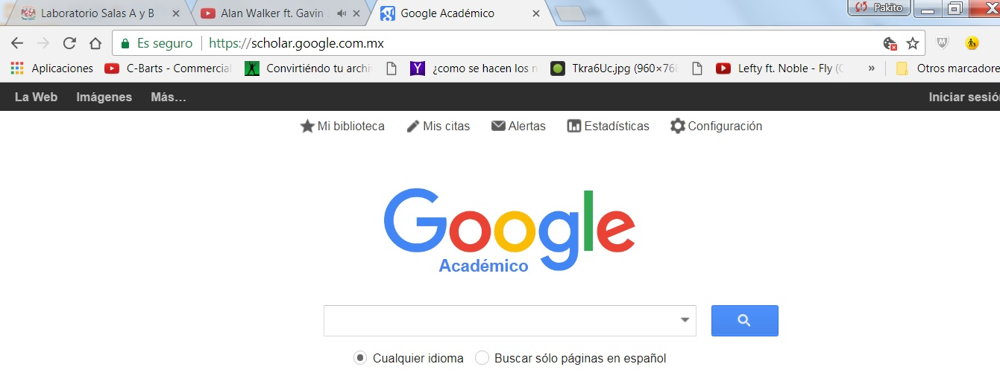 Laboratorio Salas A y B Alan Walker ft. Gavin Google Académico Pakito
Es seguro https://scholar.google.com.mx
Aplicaciones C-Barts - Commercial Convirtiéndo tu archi ¿como se hacen los n Tkra6Uc.jpg (960×76 Lefty ft. Noble - Fly ( » Otros marcadore
La Web Imágenes Más... Iniciar sesió
Mi biblioteca Mis citas Alertas Estadísticas Configuración
Google
Académico
Cualquier idioma Buscar sólo páginas en español